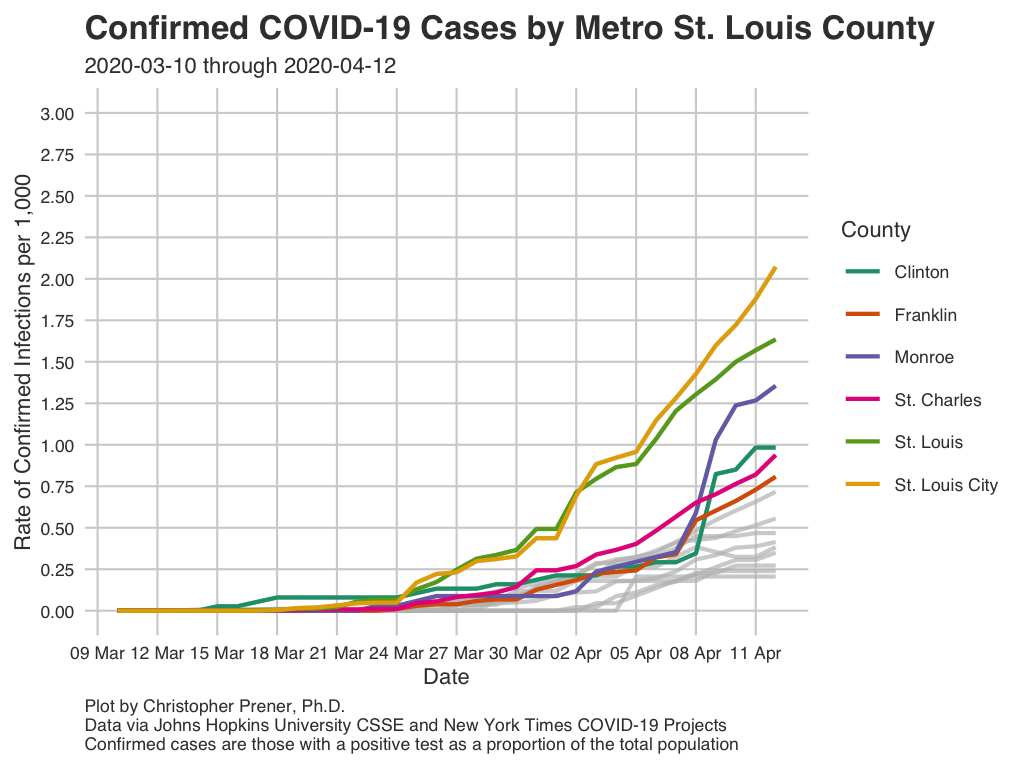 Confirmed COVID-19 Cases by Metro St. Louis County
2020-03-10 through 2020-04-12
3.00
2.75
2.50
2.25
2.00
1.75
1.50
1.25
1.00
0.75
0.50
0.25
0.00
Rate of Confirmed Infections per 1,000
09 Mar 12 Mar 15 Mar 18 Mar 21 Mar 24 Mar 27 Mar 30 Mar 02 Apr 05 Apr 08 Apr 11 Apr
Date
County
Clinton
Franklin
Monroe
St. Charles
St. Louis
St. Louis City
Plot by Christopher Prener, Ph.D.
Data via Johns Hopkins University CSSE and New York Times COVID-19 Projects
Confirmed cases are those with a positive test as a proportion of the total population